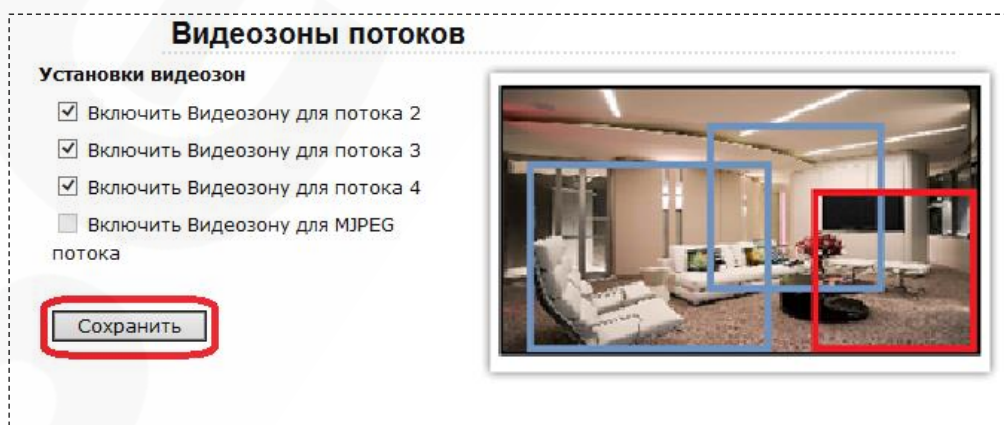 Видеозоны потоков
Установки видеозон
Включить Видеозону для потока 2
Включить Видеозону для потока 3
Включить Видеозону для потока 4
Включить Видеозону для MJPEG
потока
Сохранить